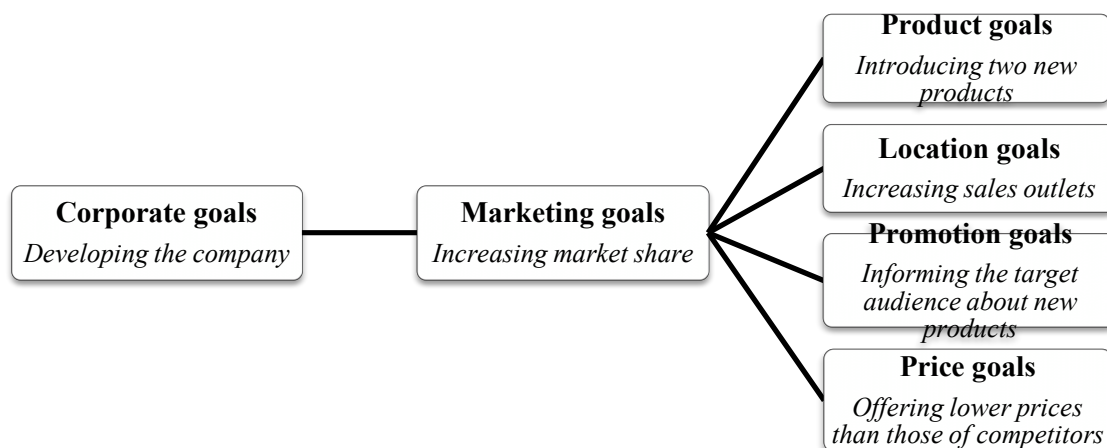 Corporate goals
Developing the company
Marketing goals
Increasing market share
Product goals
Introducing two new
products
Location goals
Increasing sales outlets
Promotion goals
Informing the target
audience about new
products
Price goals
Offering lower prices
than those of competitors